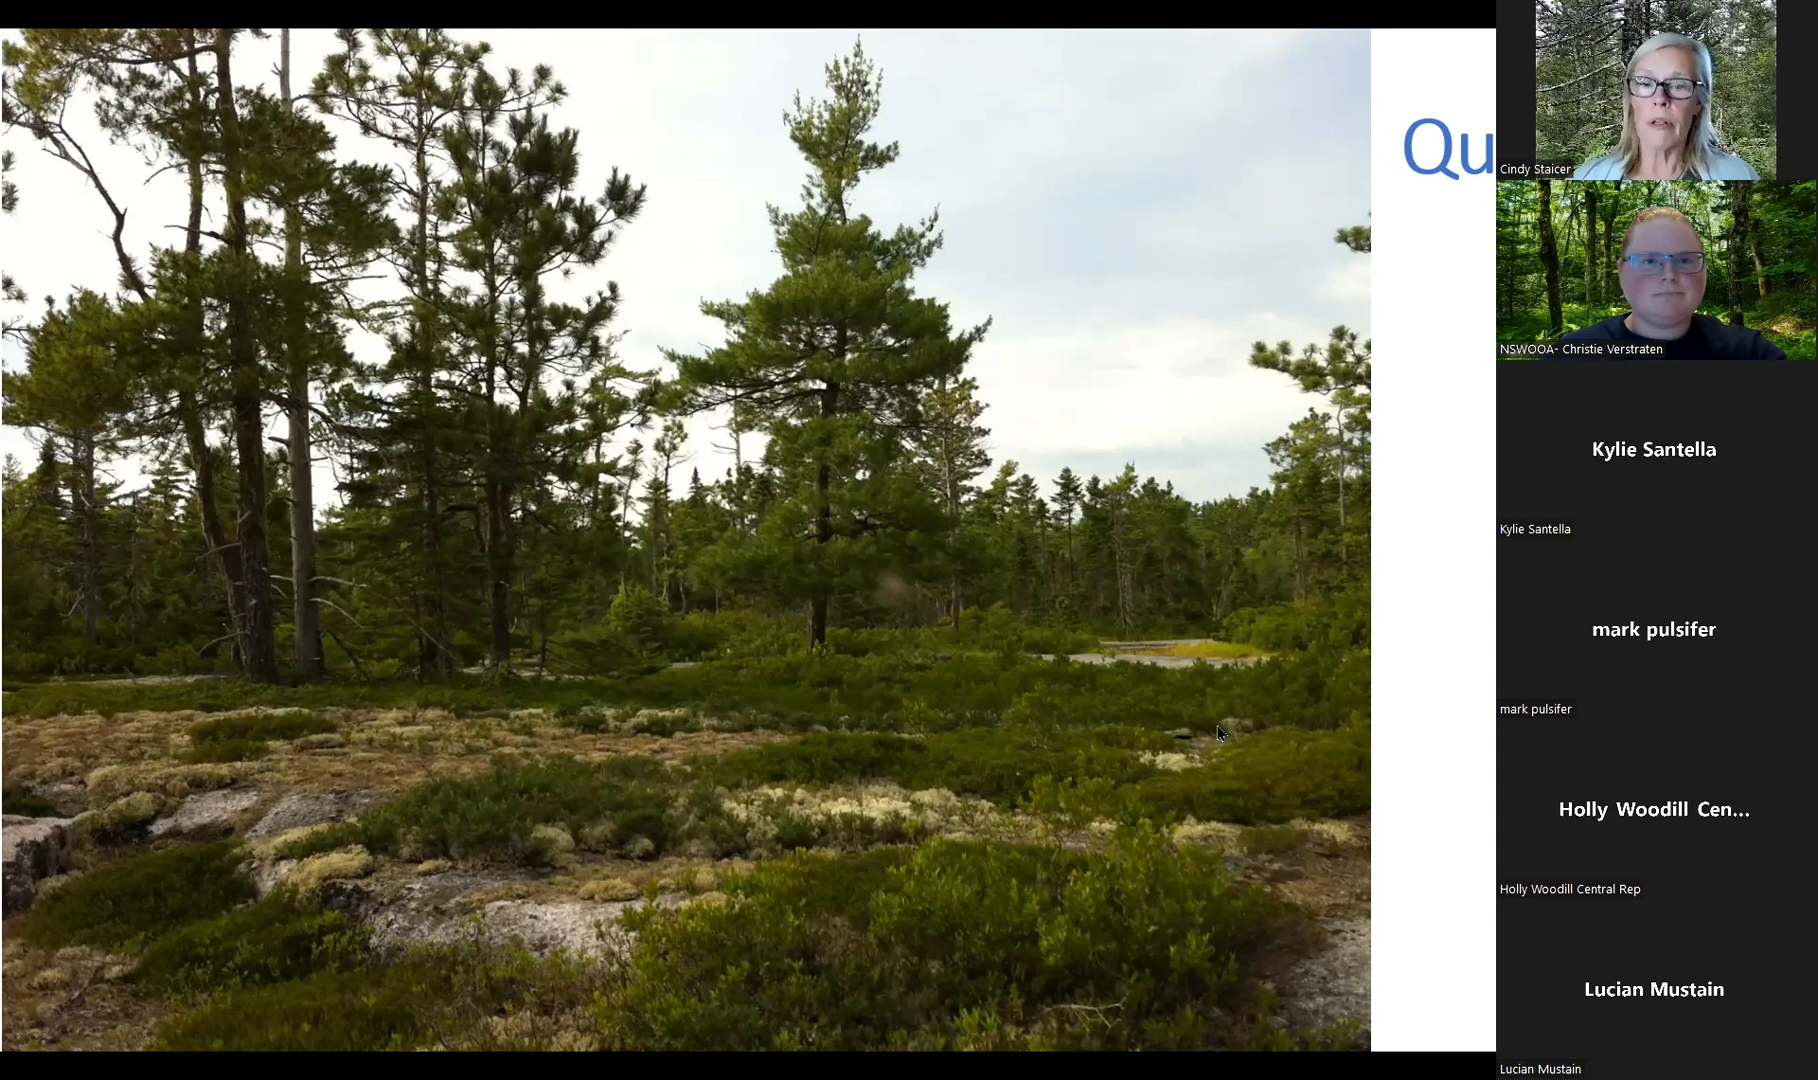 Qu
Cindy Staicer
NSWOOA- Christie Verstraten
Kylie Santella
Kylie Santella
mark pulsifer
mark pulsifer
Holly Woodill Cen...
Holly Woodill Central Rep
Lucian Mustain
Lucian Mustain